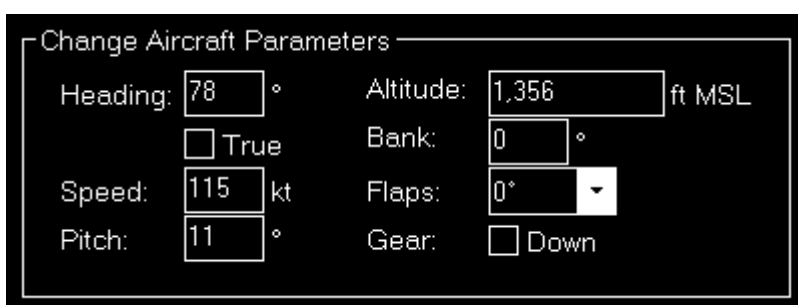 Change Aircraft Parameters
Heading: 78 ° Altitude: 1,356 ft MSL
True Bank: 0 °
Speed: 115 kt Flaps: 0°
Pitch: 11 ° Gear: Down